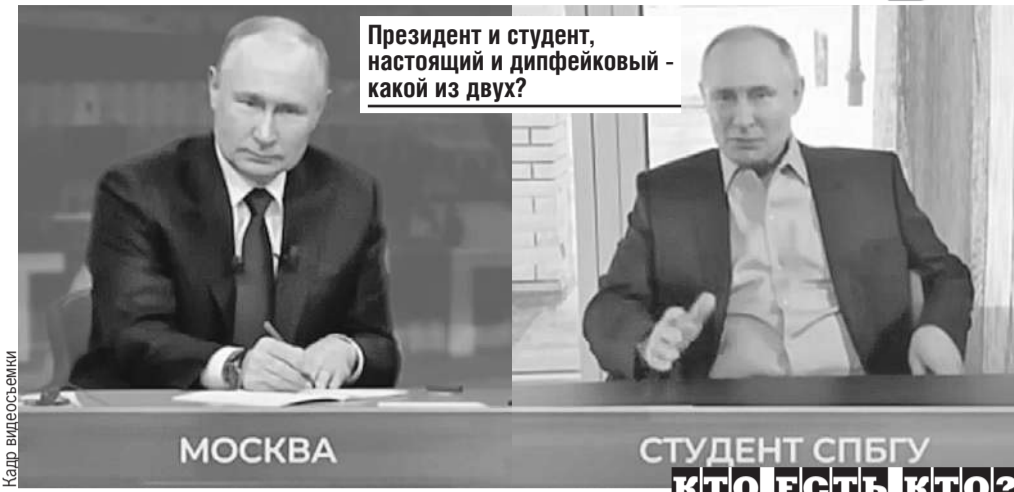 Президент и студент,
настоящий и дипфейковый -
какой из двух?
Кадр видеосъемки
МОСКВА
СТУДЕНТ СПБГУ
КТО ЕСТЬ КТО?